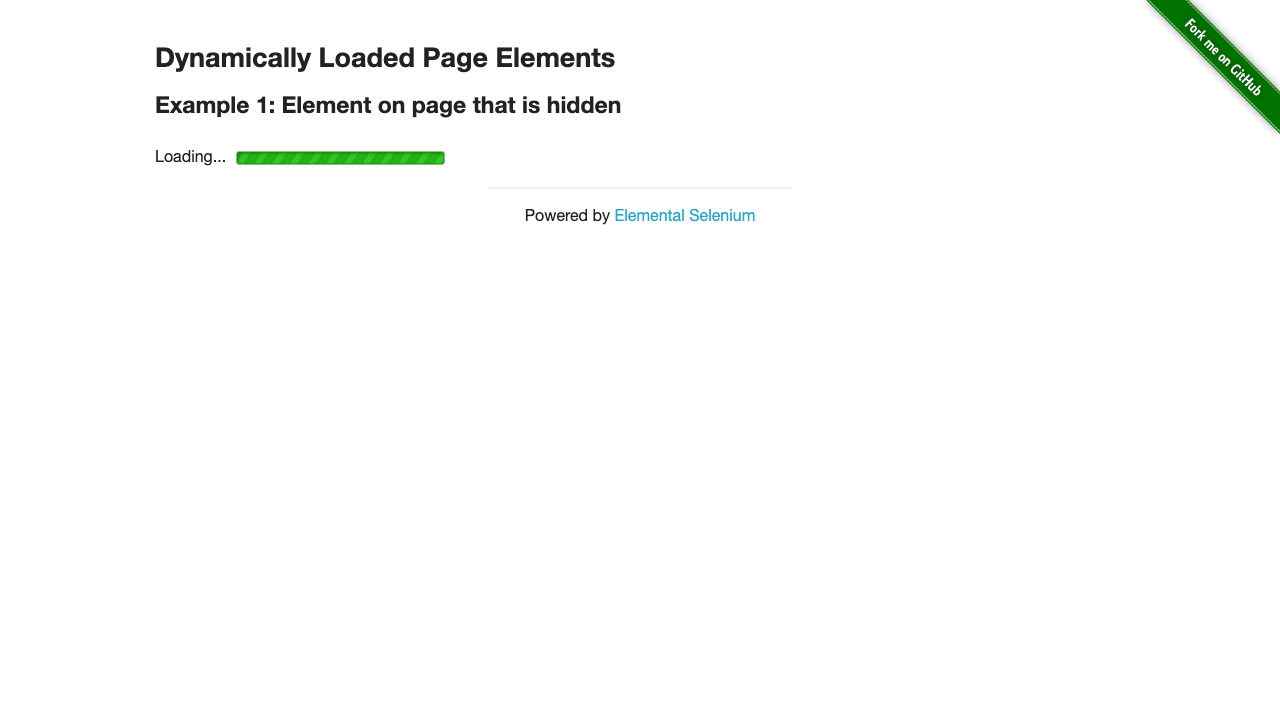 Fork me on GitHub
Dynamically Loaded Page Elements
Example 1: Element on page that is hidden
Loading...
Powered by Elemental Selenium